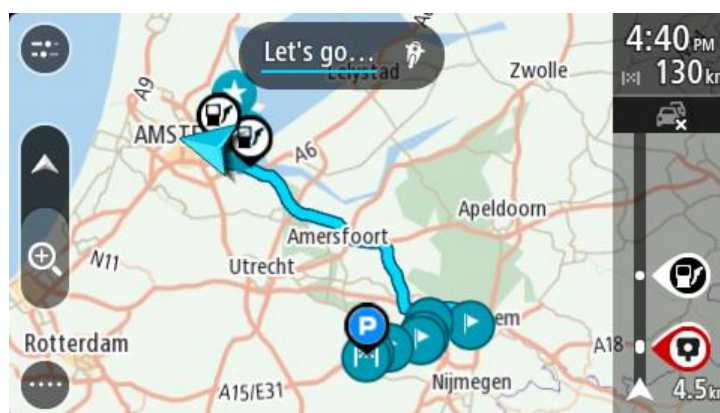 Let's go...
4:40 PM
130 km
A9
Zwolle
AMST
A6
Apeldoorn
Amersfoort
N11
Utrecht
P
em
Rotterdam
A18
A15/E31
Nijmegen
4.5 km